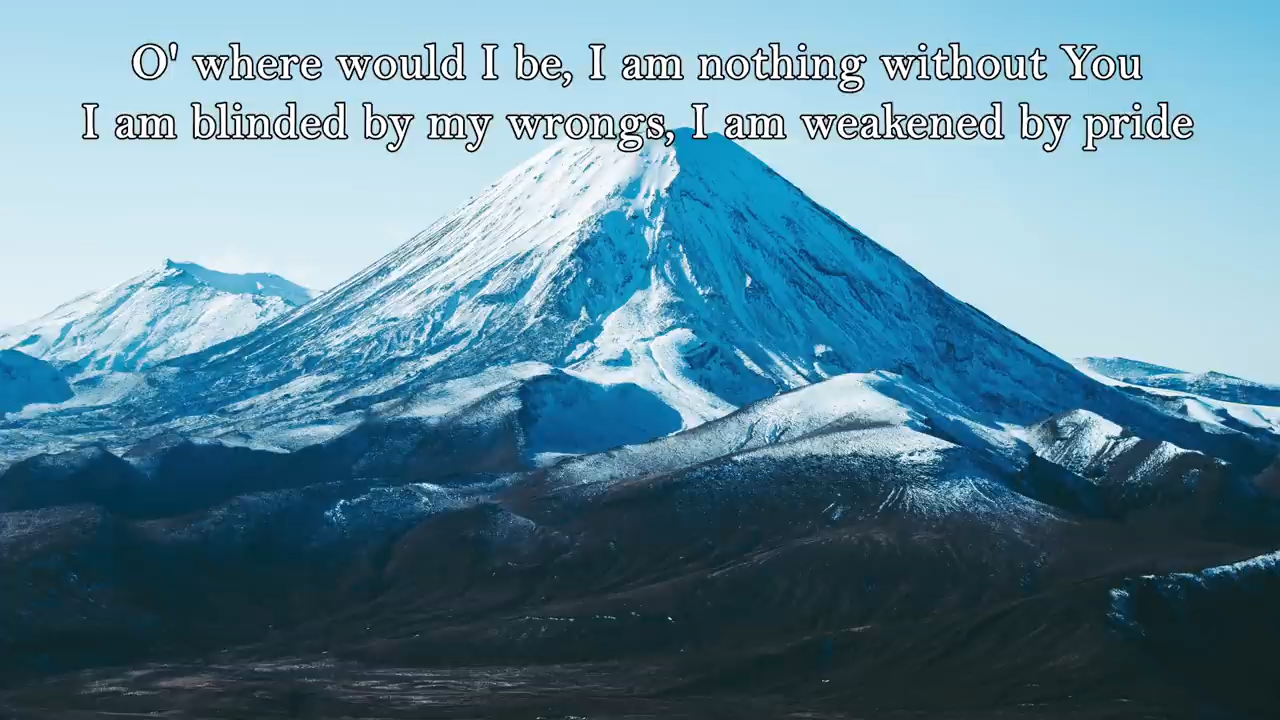 O' where would I be, I am nothing without You
I am blinded by my wrongs, I am weakened by pride